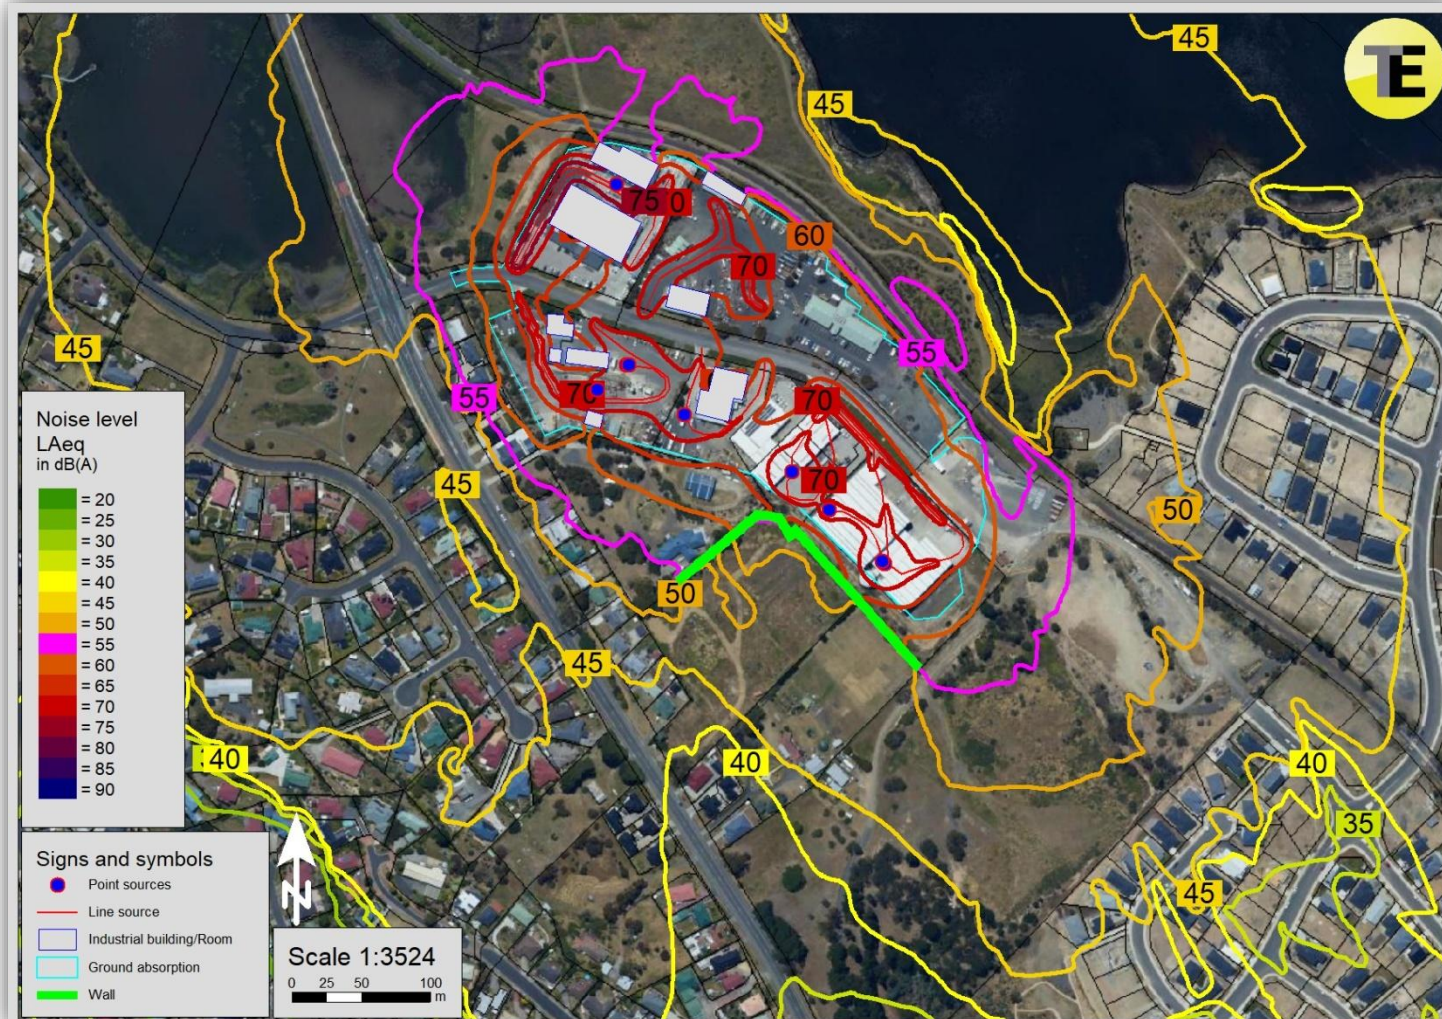 45
45
TE
75 0
60
70
45
55
55
70
70
45
70
50
50
45
40
40
40
35
45
Noise level
LAeq
in dB(A)
= 20
= 25
= 30
= 35
= 40
= 45
= 50
= 55
= 60
= 65
= 70
= 75
= 80
= 85
= 90
Signs and symbols
Point sources
Line source
Industrial building/Room
Ground absorption
Wall
N
Scale 1:3524
0 25 50 100
m